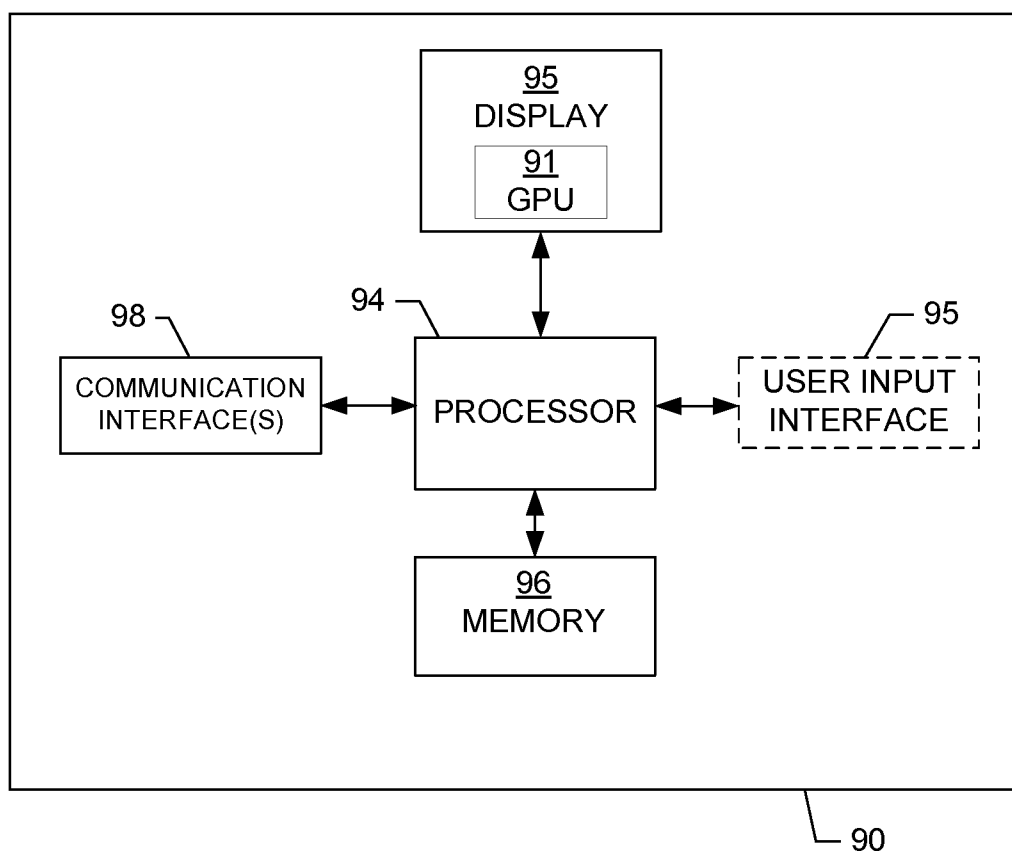 95
DISPLAY
91
GPU
98
94
95
COMMUNICATION
INTERFACE(S)
PROCESSOR
USER INPUT
INTERFACE
96
MEMORY
90